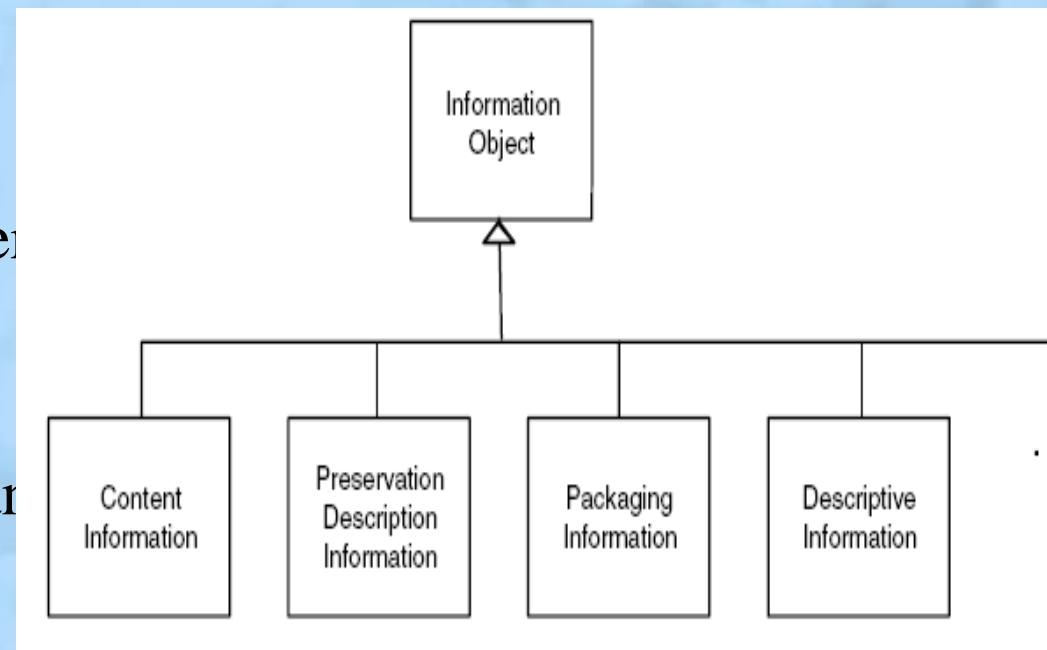 Information
Object
Content
Information
Preservation
Description
Information
Packaging
Information
Descriptive
Information
.